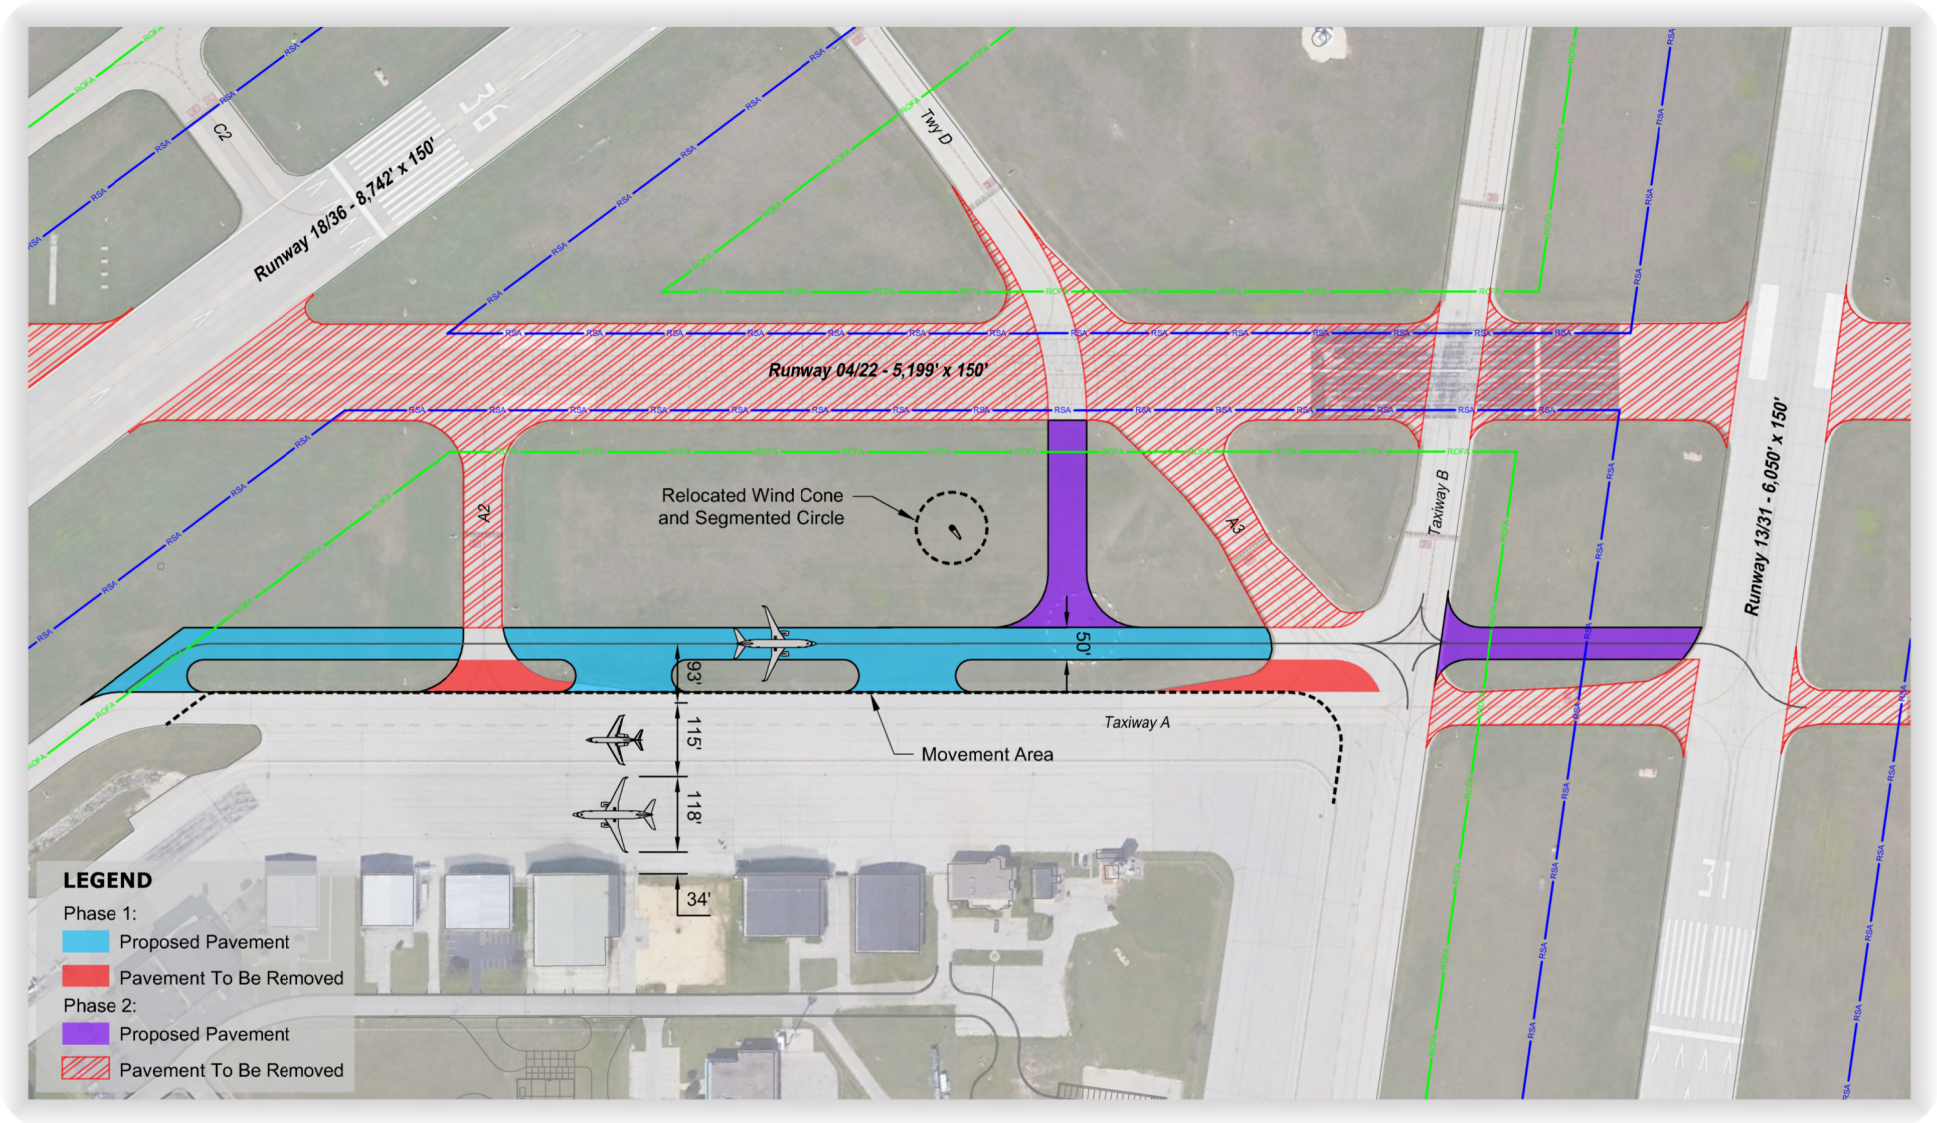 ROFA
RSA
C2
36
Runway 18/36 - 8,742' x 150'
Twy D
Runway 04/22 - 5,199' x 150'
Relocated Wind Cone
and Segmented Circle
A2
A3
Taxiway B
Runway 13/31 - 6,050' x 150'
50'
93'
115'
118'
34'
Taxiway A
Movement Area
31
LEGEND
Phase 1:
Proposed Pavement
Pavement To Be Removed
Phase 2:
Proposed Pavement
Pavement To Be Removed